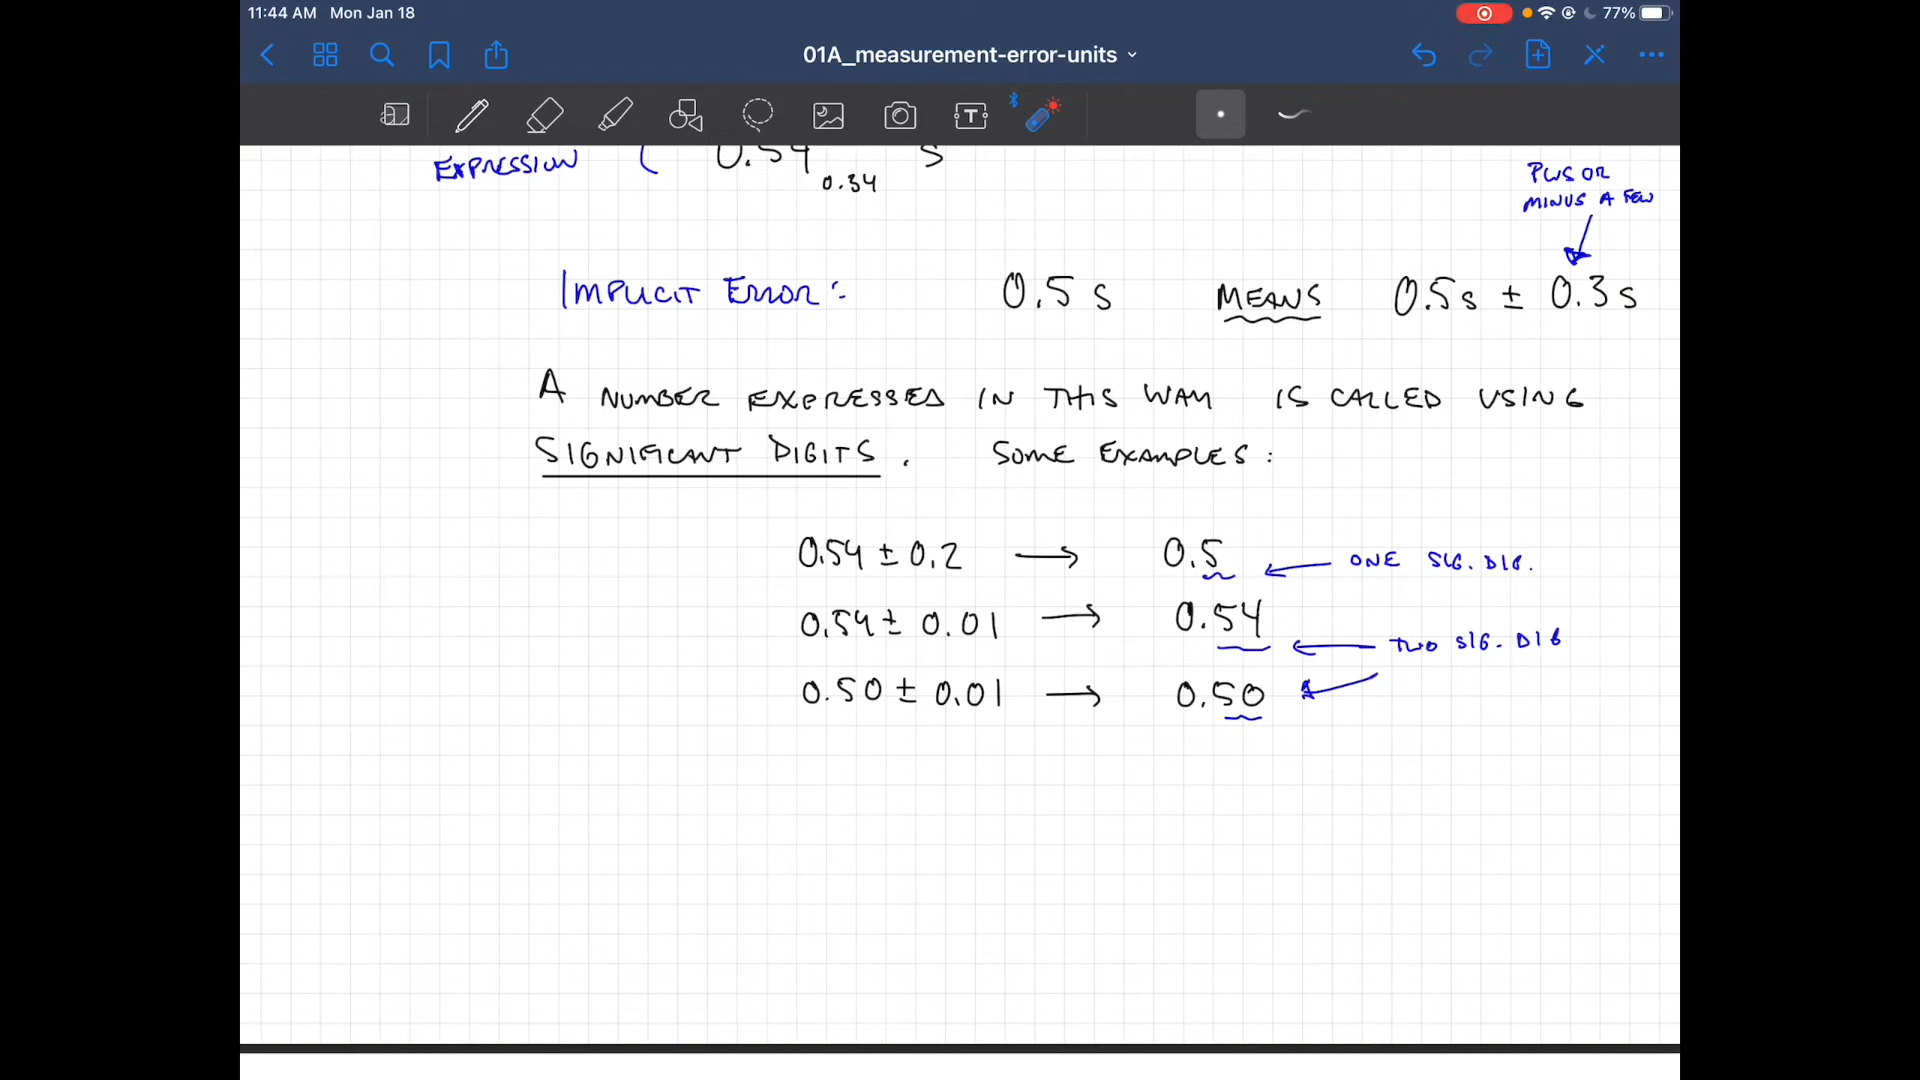 11:44 AM Mon Jan 18
77%
01A_measurement-error-units
T
EXPRESSION ( 0.54 s
0.34
PLUS OR
MINUS A FEW
IMPLICIT ERROR: 0.5 s MEANS 0.5s ± 0.3s
A NUMBER EXPRESSED IN THIS WAY IS CALLED USING
SIGNIFICANT DIGITS. SOME EXAMPLES:
0.54 ± 0.2 → 0.5 ← ONE SIG. DIG.
0.54 ± 0.01 → 0.54 ← TWO SIG. DIG
0.50 ± 0.01 → 0.50